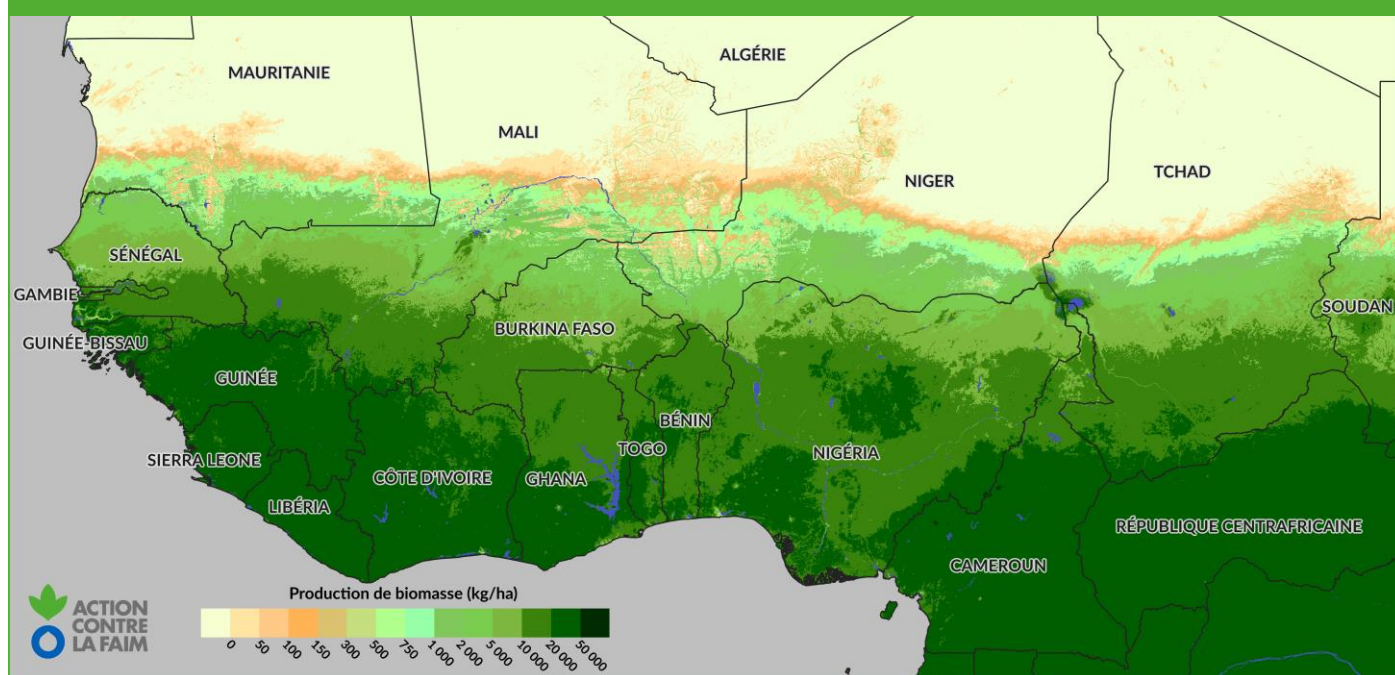 ALGÉRIE
MAURITANIE
MALI
NIGER
TCHAD
SÉNÉGAL
GAMBIE
SOUDAN
BURKINA FASO
GUINÉE-BISSAU
GUINÉE
BÉNIN
TOGO
NIGÉRIA
SIERRA LEONE
CÔTE D'IVOIRE
GHANA
LIBÉRIA
RÉPUBLIQUE CENTRAFRICAINE
CAMEROUN
Production de biomasse (kg/ha)
0 50 100 150 300 500 750 1 000 2 000 5 000 10 000 20 000 50 000
ACTION
CONTRE
LA FAIM